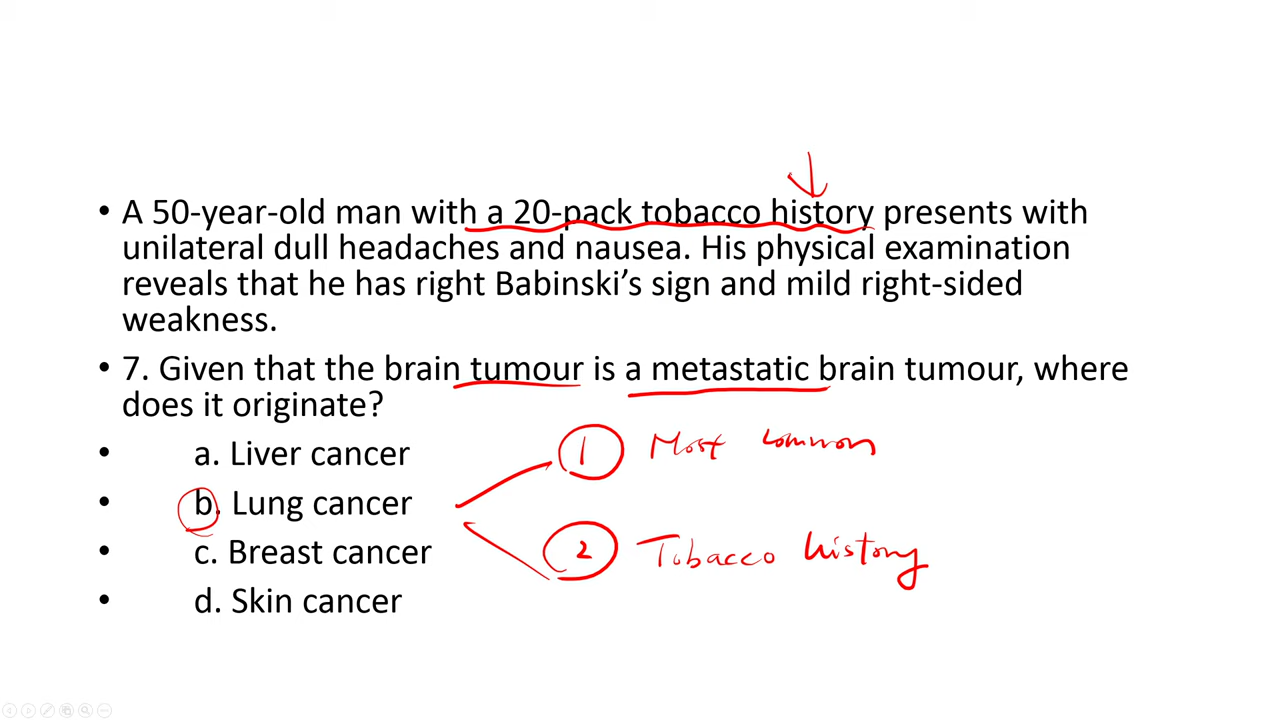 • A 50-year-old man with a 20-pack tobacco history presents with
unilateral dull headaches and nausea. His physical examination
reveals that he has right Babinski’s sign and mild right-sided
weakness.
• 7. Given that the brain tumour is a metastatic brain tumour, where
does it originate?
• a. Liver cancer
1 Most common
• b. Lung cancer
• c. Breast cancer
2 Tobacco history
• d. Skin cancer